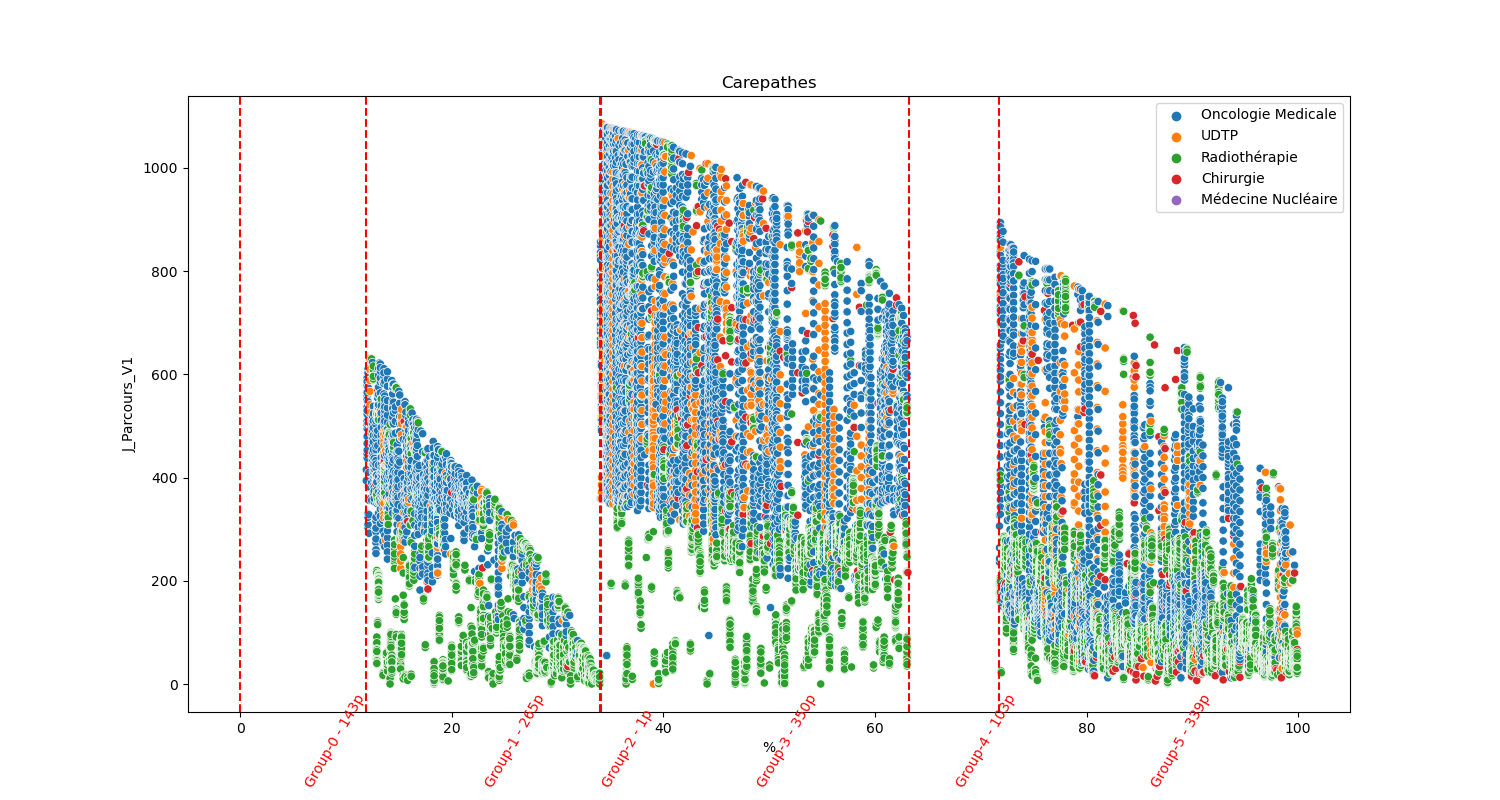 Carepathes
Oncologie Medicale
UDTP
Radiothérapie
Chirurgie
Médecine Nucléaire
J_Parcours_V1
1000
800
600
400
200
0
0
20
40
60
80
100
%
Group-0 - 143p
Group-1 - 265p
Group-2 - 1p
Group-3 - 350p
Group-4 - 103p
Group-5 - 339p